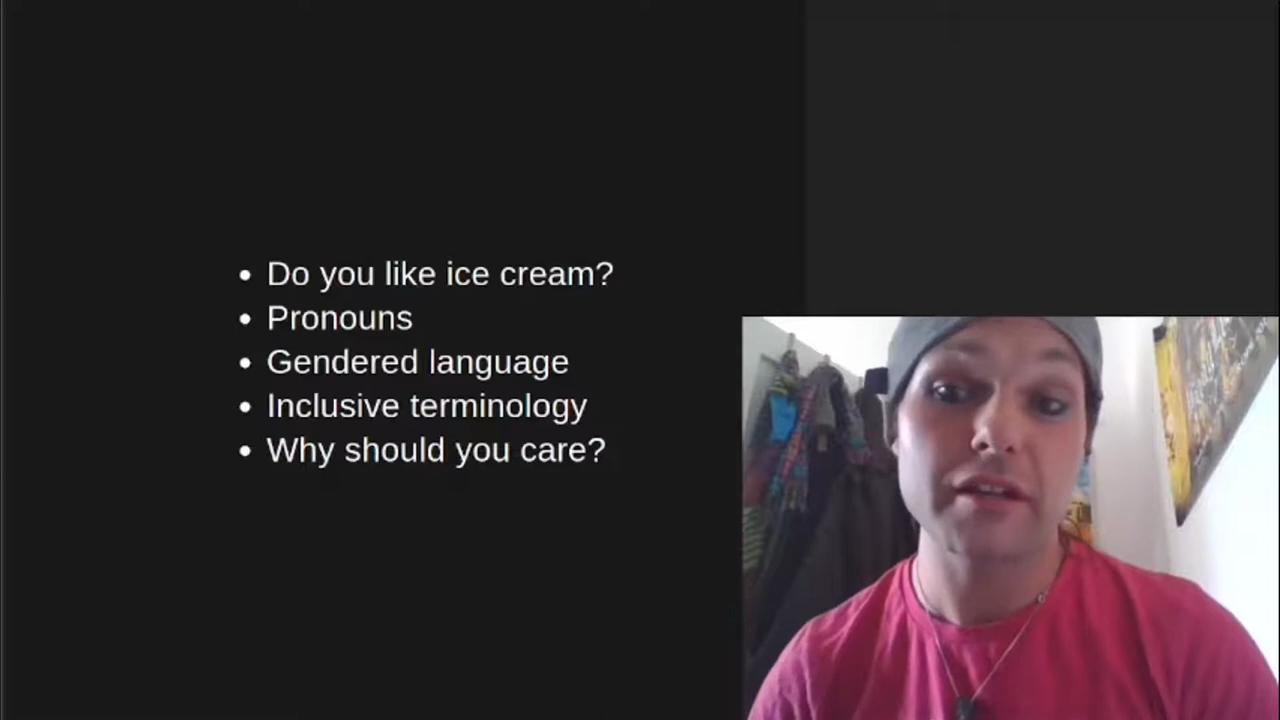 • Do you like ice cream?
• Pronouns
• Gendered language
• Inclusive terminology
• Why should you care?